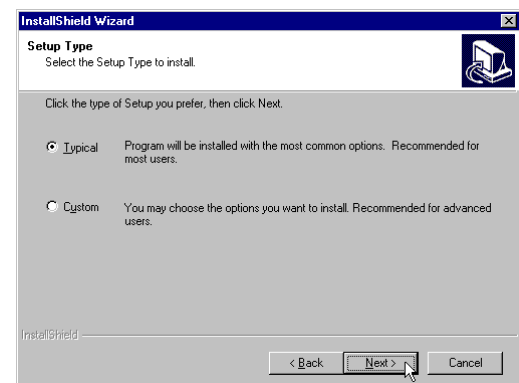 InstallShield Wizard
Setup Type
Select the Setup Type to install.
Click the type of Setup you prefer, then click Next.
Typical
Program will be installed with the most common options. Recommended for
most users.
Custom
You may choose the options you want to install. Recommended for advanced
users.
InstallShield
< Back
Next >
Cancel